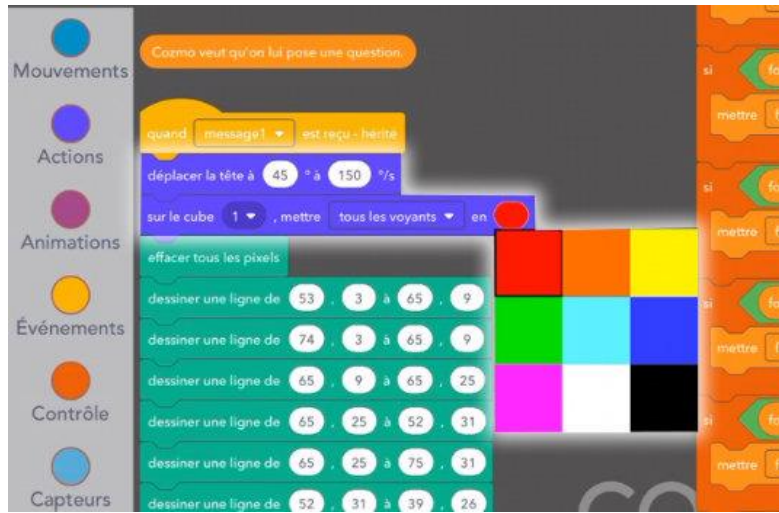 Cozmo veut qu'on lui pose une question.
Mouvements
Actions
Animations
Événements
Contrôle
Capteurs
quand message1 est reçu - hérité
déplacer la tête à 45 ° à 150 °/s
sur le cube 1 , mettre tous les voyants en
effacer tous les pixels
dessiner une ligne de 53 , 3 à 65 , 9
dessiner une ligne de 74 , 3 à 65 , 9
dessiner une ligne de 65 , 9 à 65 , 25
dessiner une ligne de 65 , 25 à 52 , 31
dessiner une ligne de 65 , 25 à 75 , 31
dessiner une ligne de 52 , 31 à 39 , 26
si
mettre
si
mettre
si
mettre
si
mettre